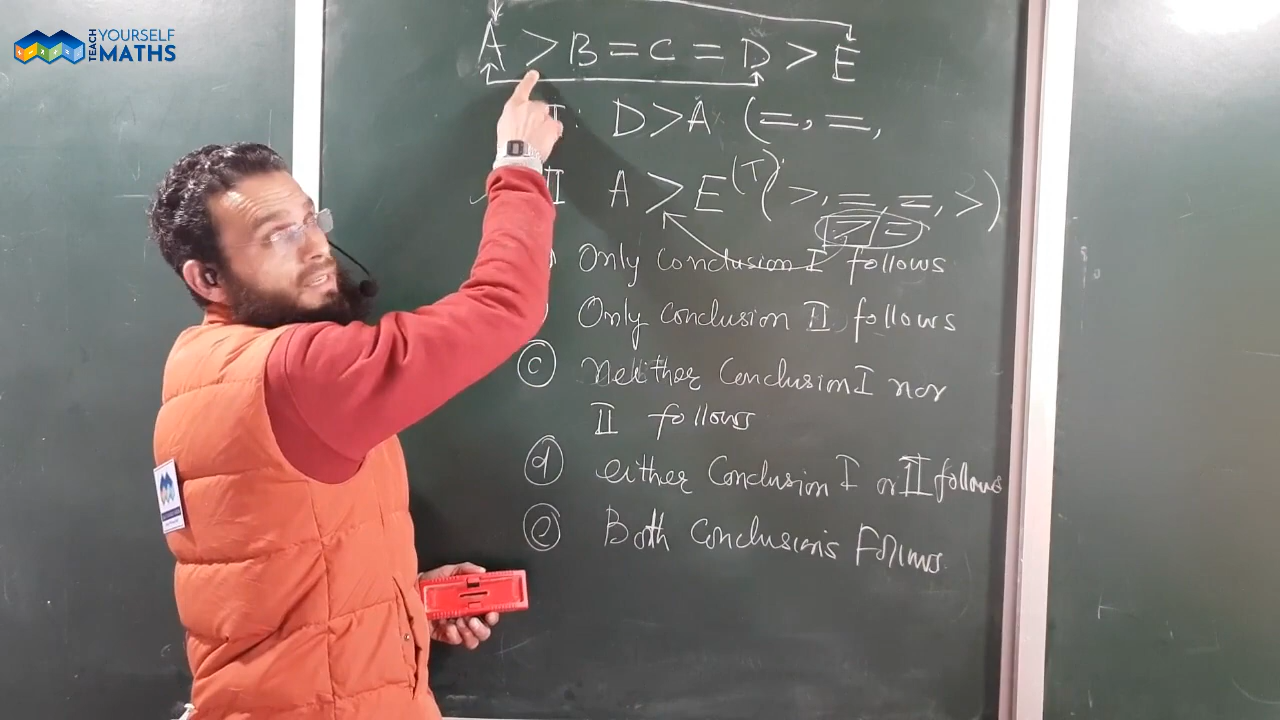 TEACH YOURSELF MATHS
A > B = C = D > E
I: D > A (=, =,
II A > E (T) (>, =, =, >)
> =
Only conclusion I follows
Only conclusion II follows
(c) Neither Conclusion I nor
II follows
(d) either Conclusion I or II follows
(e) Both Conclusions Follows